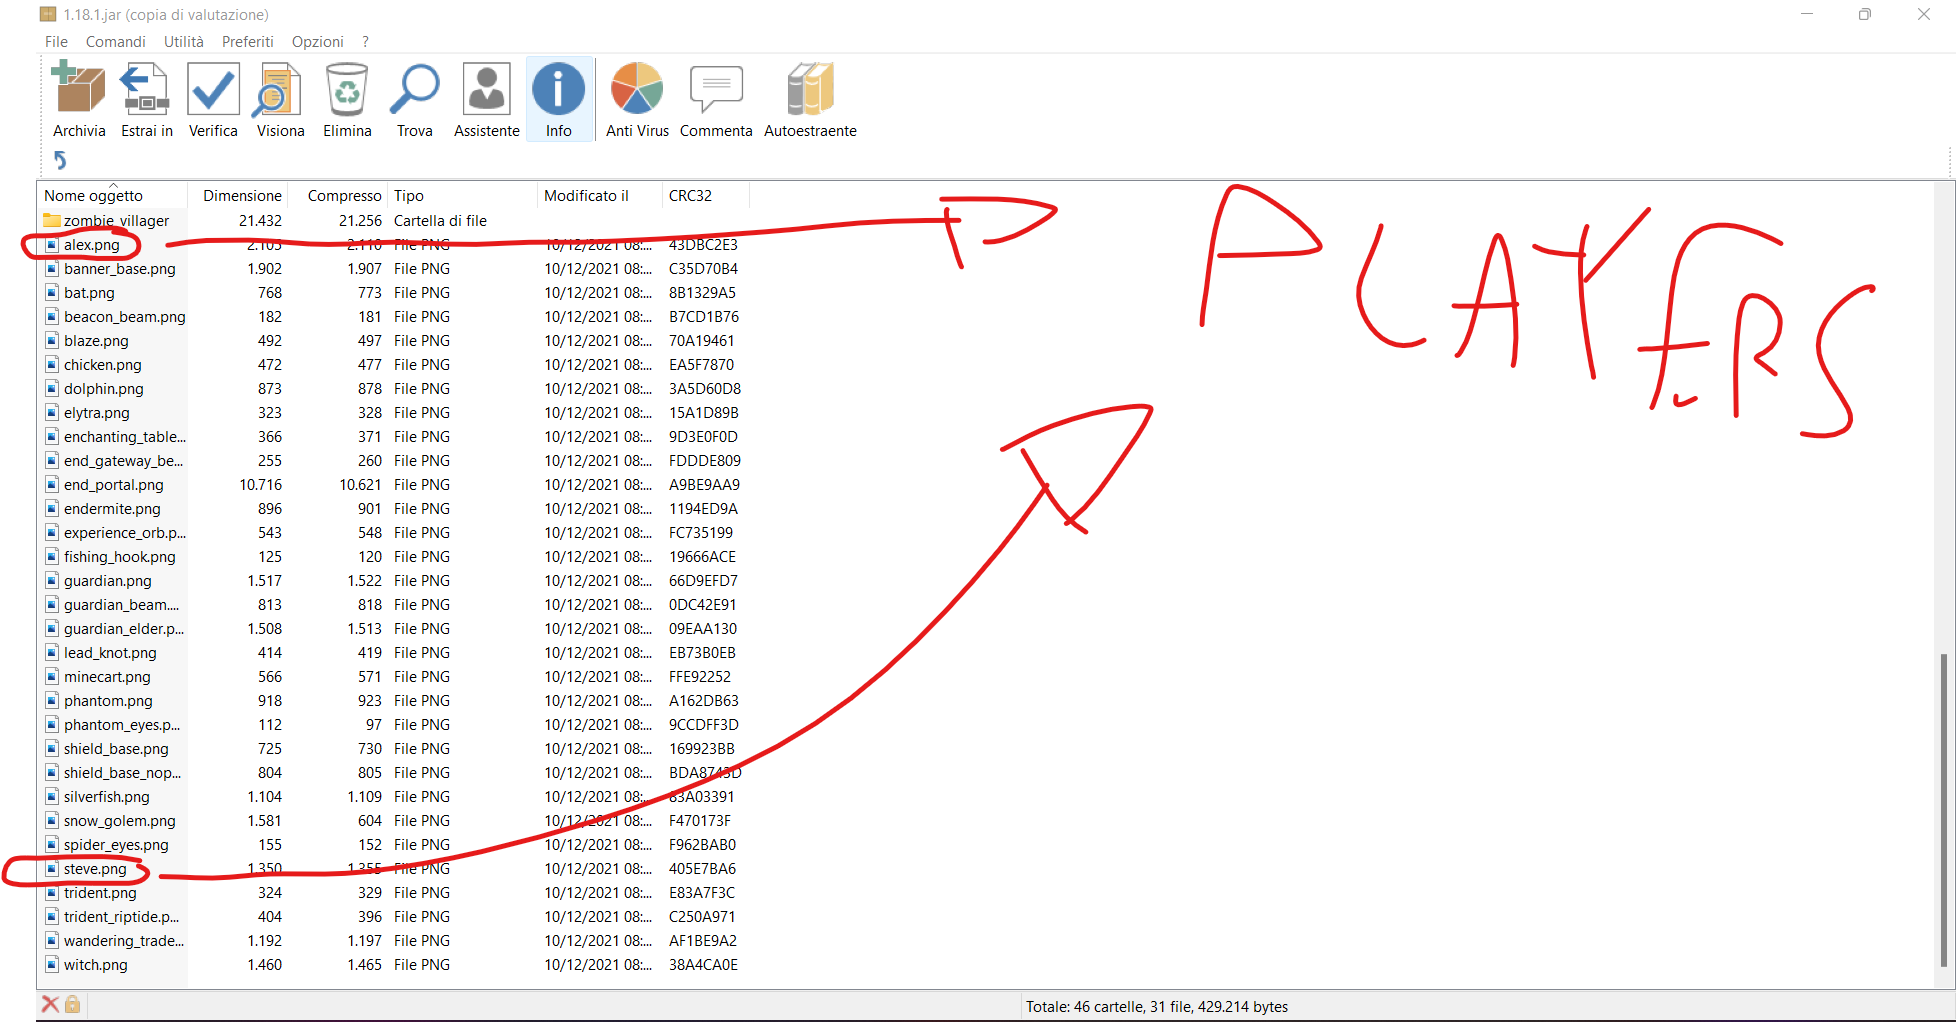 1.18.1.jar (copia di valutazione)
File Comandi Utilità Preferiti Opzioni ?
Archivia Estrai in Verifica Visiona Elimina Trova Assistente Info Anti Virus Commenta Autoestraente
Nome oggetto Dimensione Compresso Tipo Modificato il CRC32
zombie_villager 21.432 21.256 Cartella di file
alex.png 2.105 2.110 File PNG 10/12/2021 08:... 43DBC2E3
banner_base.png 1.902 1.907 File PNG 10/12/2021 08:... C35D70B4
bat.png 768 773 File PNG 10/12/2021 08:... 8B1329A5
beacon_beam.png 182 181 File PNG 10/12/2021 08:... B7CD1B76
blaze.png 492 497 File PNG 10/12/2021 08:... 70A19461
chicken.png 472 477 File PNG 10/12/2021 08:... EA5F7870
dolphin.png 873 878 File PNG 10/12/2021 08:... 3A5D60D8
elytra.png 323 328 File PNG 10/12/2021 08:... 15A1D89B
enchanting_table... 366 371 File PNG 10/12/2021 08:... 9D3E0F0D
end_gateway_be... 255 260 File PNG 10/12/2021 08:... FDDDE809
end_portal.png 10.716 10.621 File PNG 10/12/2021 08:... A9BE9AA9
endermite.png 896 901 File PNG 10/12/2021 08:... 1194ED9A
experience_orb.p... 543 548 File PNG 10/12/2021 08:... FC735199
fishing_hook.png 125 120 File PNG 10/12/2021 08:... 19666ACE
guardian.png 1.517 1.522 File PNG 10/12/2021 08:... 66D9EFD7
guardian_beam.... 813 818 File PNG 10/12/2021 08:... 0DC42E91
guardian_elder.p... 1.508 1.513 File PNG 10/12/2021 08:... 09EAA130
lead_knot.png 414 419 File PNG 10/12/2021 08:... EB73B0EB
minecart.png 566 571 File PNG 10/12/2021 08:... FFE92252
phantom.png 918 923 File PNG 10/12/2021 08:... A162DB63
phantom_eyes.p... 112 97 File PNG 10/12/2021 08:... 9CCDFF3D
shield_base.png 725 730 File PNG 10/12/2021 08:... 169923BB
shield_base_nop... 804 805 File PNG 10/12/2021 08:... BDA8743D
silverfish.png 1.104 1.109 File PNG 10/12/2021 08:... 83A03391
snow_golem.png 1.581 604 File PNG 10/12/2021 08:... F470173F
spider_eyes.png 155 152 File PNG 10/12/2021 08:... F962BAB0
steve.png 1.350 1.355 File PNG 10/12/2021 08:... 405E7BA6
trident.png 324 329 File PNG 10/12/2021 08:... E83A7F3C
trident_riptide.p... 404 396 File PNG 10/12/2021 08:... C250A971
wandering_trade... 1.192 1.197 File PNG 10/12/2021 08:... AF1BE9A2
witch.png 1.460 1.465 File PNG 10/12/2021 08:... 38A4CA0E
PLAYERS
Totale: 46 cartelle, 31 file, 429.214 bytes